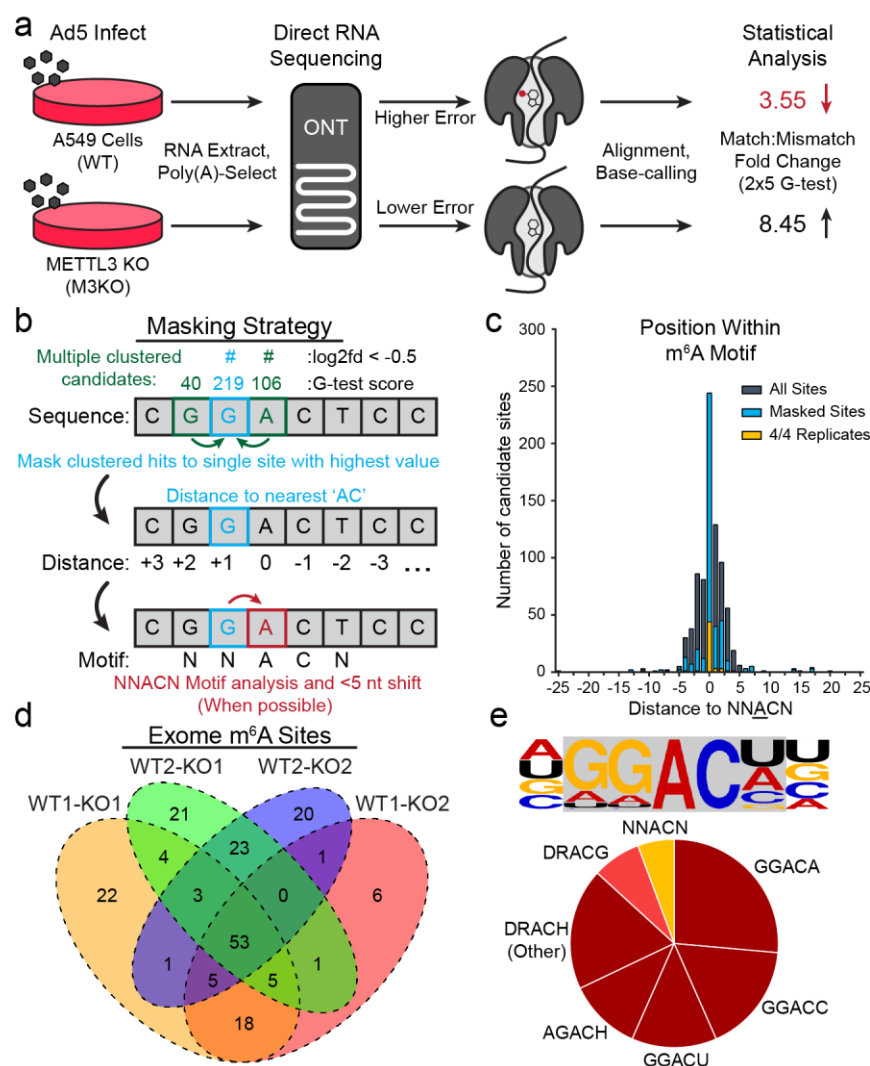 a
Ad5 Infect
Direct RNA
Sequencing
Statistical
Analysis
A549 Cells
(WT)
RNA Extract,
Poly(A)-Select
METTL3 KO
(M3KO)
ONT
Higher Error
Lower Error
Alignment,
Base-calling
3.55
Match:Mismatch
Fold Change
(2x5 G-test)
8.45
b
Masking Strategy
Multiple clustered # # :log2fd < -0.5
candidates: 40 219 106 :G-test score
Sequence: C G G A C T C C
Mask clustered hits to single site with highest value
Distance to nearest ‘AC’
C G G A C T C C
Distance: +3 +2 +1 0 -1 -2 -3 ...
C G G A C T C C
Motif: N N A C N
NNACN Motif analysis and <5 nt shift
(When possible)
c
Position Within
m⁶A Motif
All Sites
Masked Sites
4/4 Replicates
Number of candidate sites
300
250
200
150
100
50
0
-25 -20 -15 -10 -5 0 5 10 15 20 25
Distance to NNACN
d
Exome m⁶A Sites
WT2-KO1 WT2-KO2
WT1-KO1 WT1-KO2
21 20
4 23 1
22 3 0 6
53
1 5 5 1
18
e
A U G C G A U G A U A C U A C U G C A
NNACN
DRACG
DRACH
(Other)
AGACH
GGACU
GGACC
GGACA